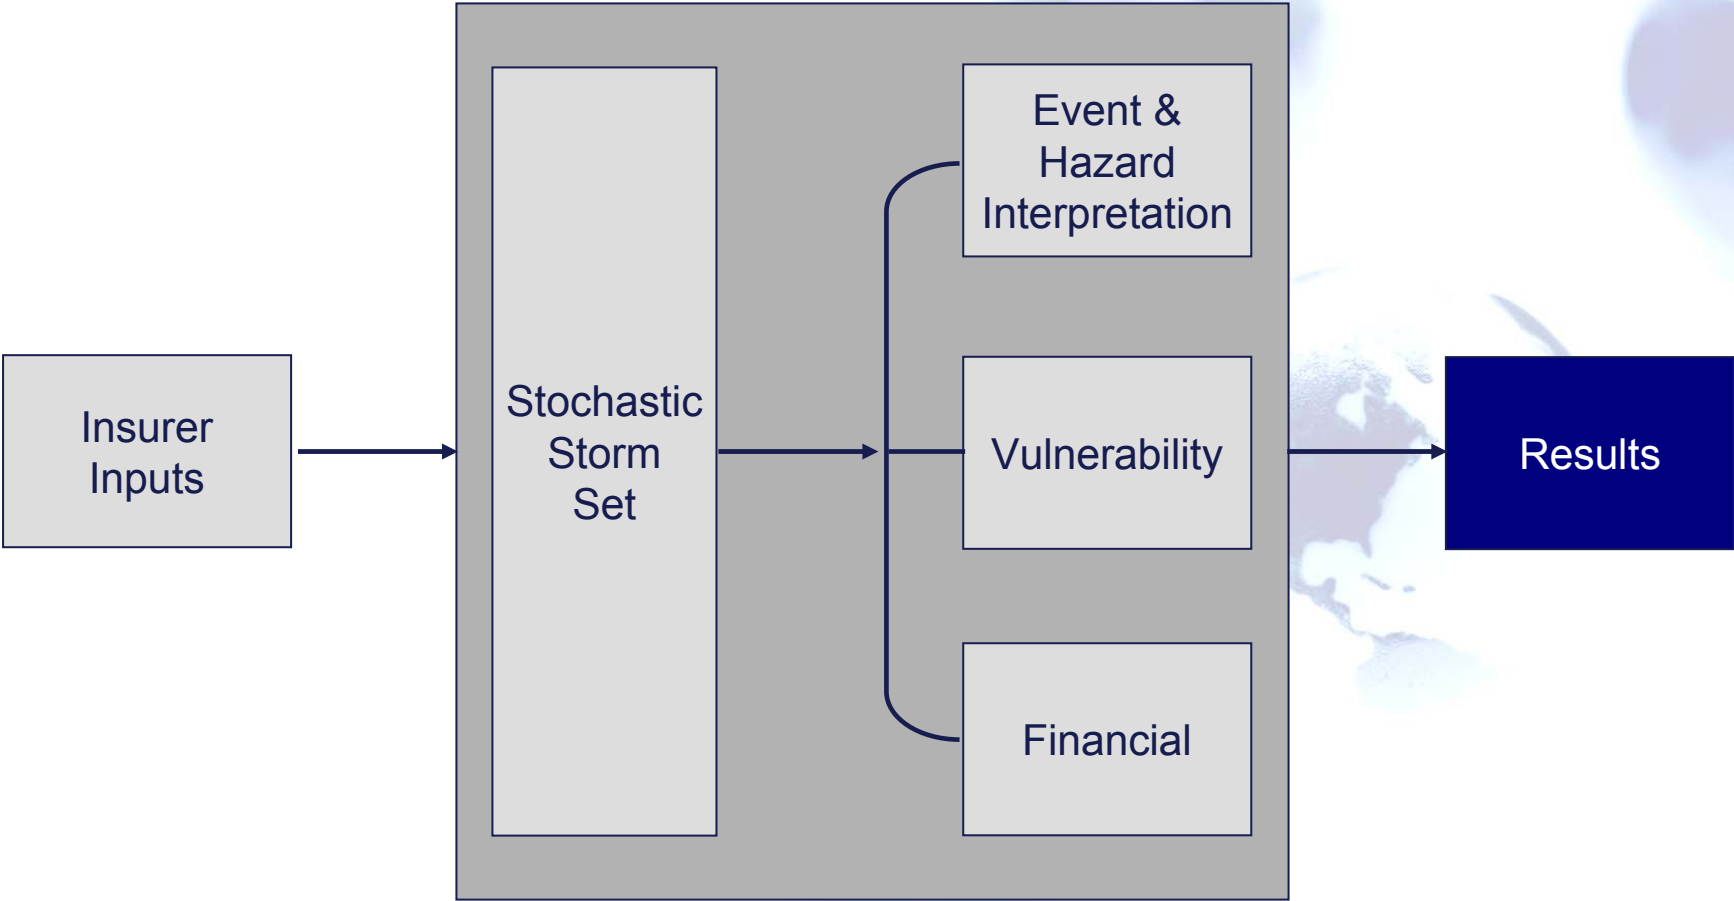 Insurer
Inputs
Stochastic
Storm
Set
Event &
Hazard
Interpretation
Vulnerability
Financial
Results